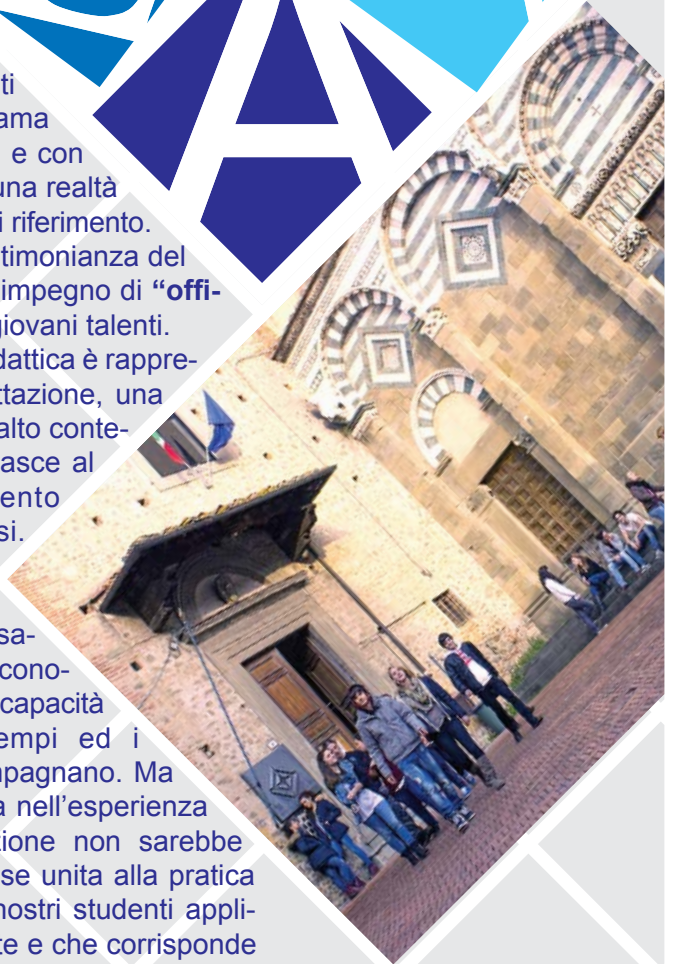 A
ti
ama
e con
una realtà
i riferimento.
timonianza del
impegno di “offi-
giovani talenti.
dattica è rappre-
ttazione, una
alto conte-
asce al
ento
si.
sa-
cono-
capacità
empi ed i
pagnano. Ma
a nell’esperienza
ione non sarebbe
se unita alla pratica
nostri studenti appli-
te e che corrisponde